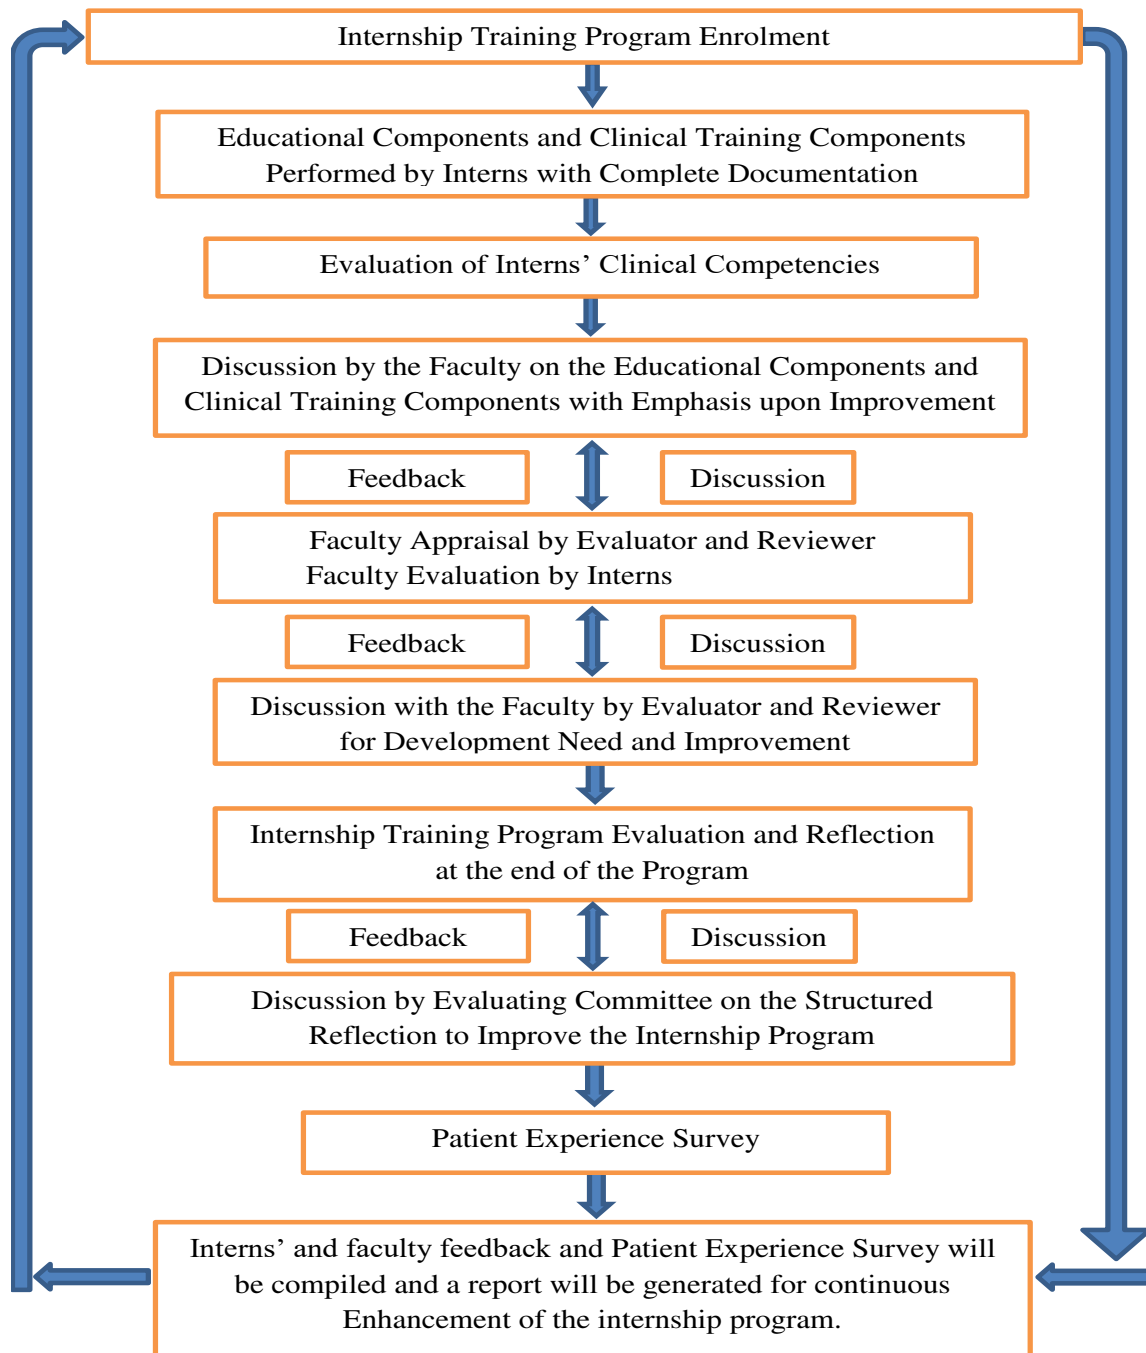 Internship Training Program Enrolment
Educational Components and Clinical Training Components
Performed by Interns with Complete Documentation
Evaluation of Interns’ Clinical Competencies
Discussion by the Faculty on the Educational Components and
Clinical Training Components with Emphasis upon Improvement
Feedback
Discussion
Faculty Appraisal by Evaluator and Reviewer
Faculty Evaluation by Interns
Feedback
Discussion
Discussion with the Faculty by Evaluator and Reviewer
for Development Need and Improvement
Internship Training Program Evaluation and Reflection
at the end of the Program
Feedback
Discussion
Discussion by Evaluating Committee on the Structured
Reflection to Improve the Internship Program
Patient Experience Survey
Interns’ and faculty feedback and Patient Experience Survey will
be compiled and a report will be generated for continuous
Enhancement of the internship program.